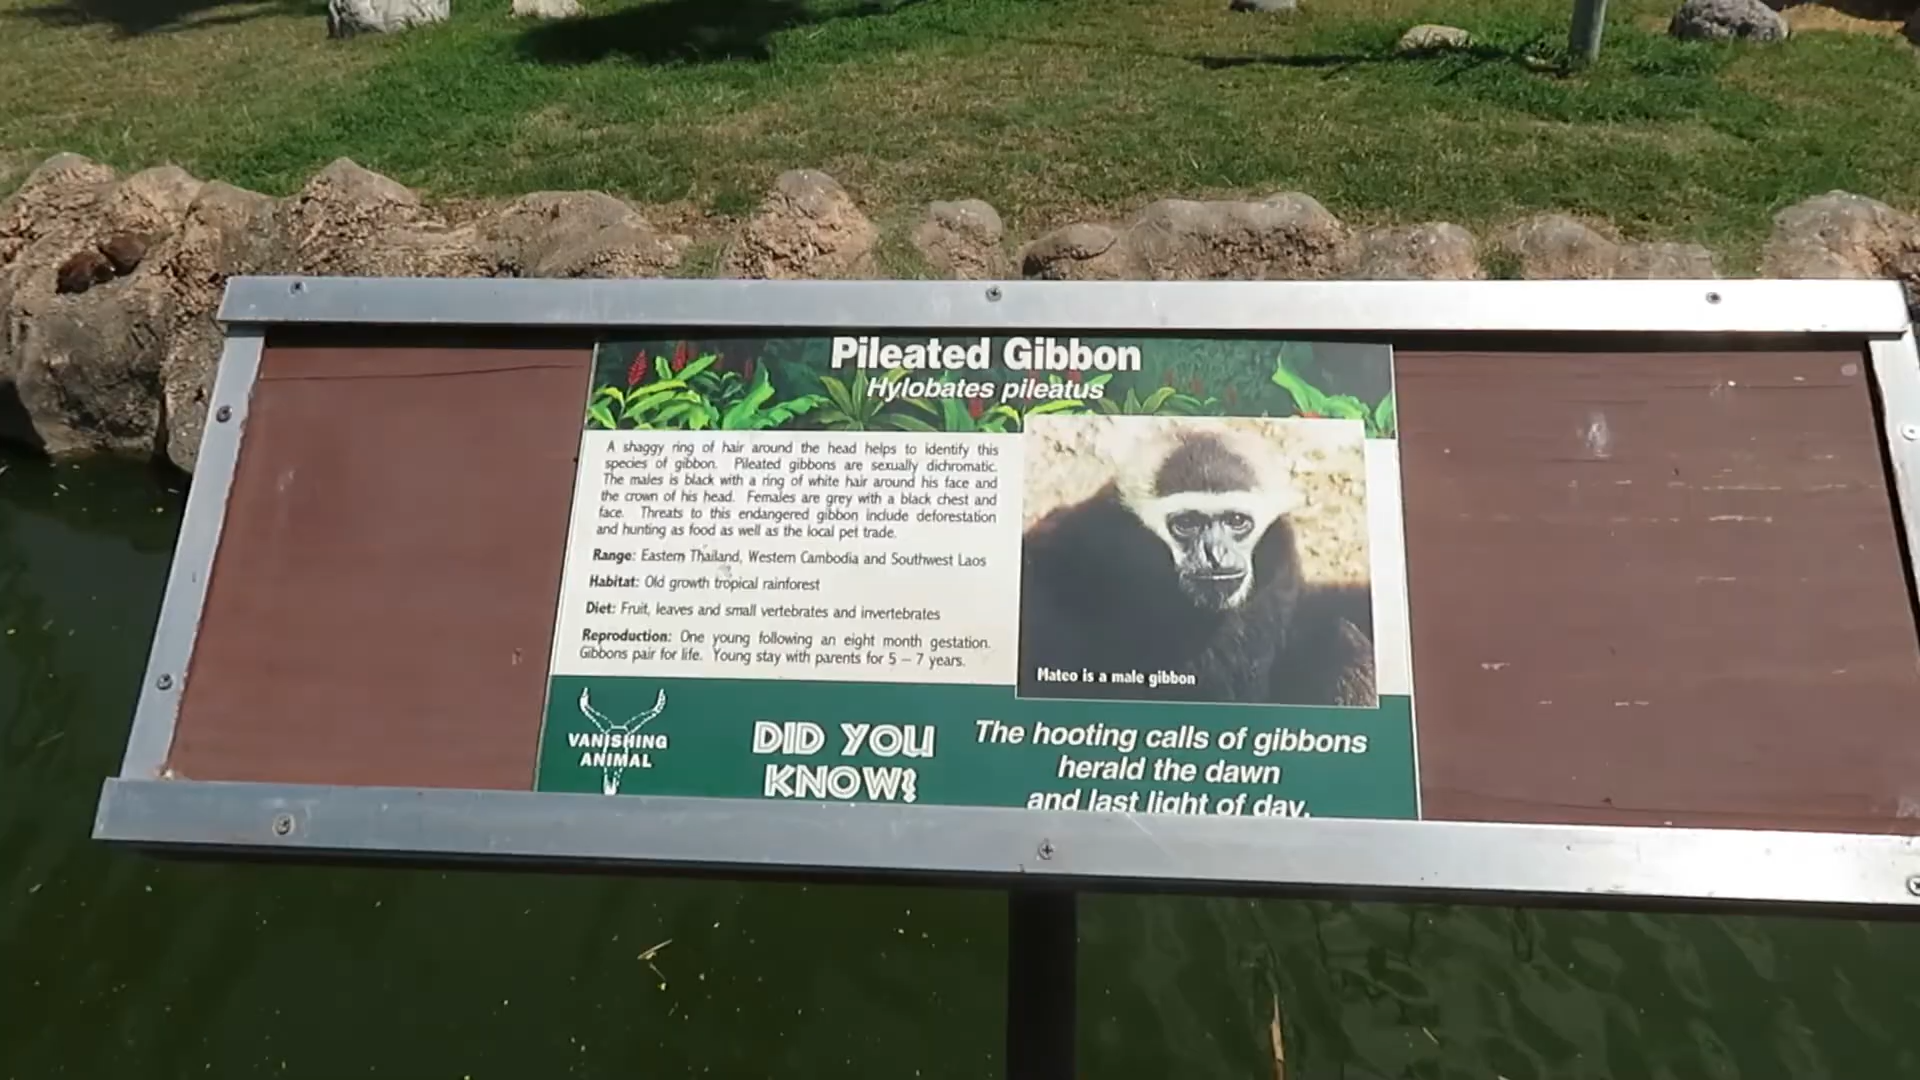 Pileated Gibbon
Hylobates pileatus
A shaggy ring of hair around the head helps to identify this
species of gibbon. Pileated gibbons are sexually dichromatic.
The males is black with a ring of white hair around his face and
the crown of his head. Females are grey with a black chest and
face. Threats to this endangered gibbon include deforestation
and hunting as food as well as the local pet trade.
Range: Eastern Thailand, Western Cambodia and Southwest Laos
Habitat: Old growth tropical rainforest
Diet: Fruit, leaves and small vertebrates and invertebrates
Reproduction: One young following an eight month gestation.
Gibbons pair for life. Young stay with parents for 5 – 7 years.
Mateo is a male gibbon
VANISHING
ANIMAL
DID YOU
KNOW?
The hooting calls of gibbons
herald the dawn
and last light of day.